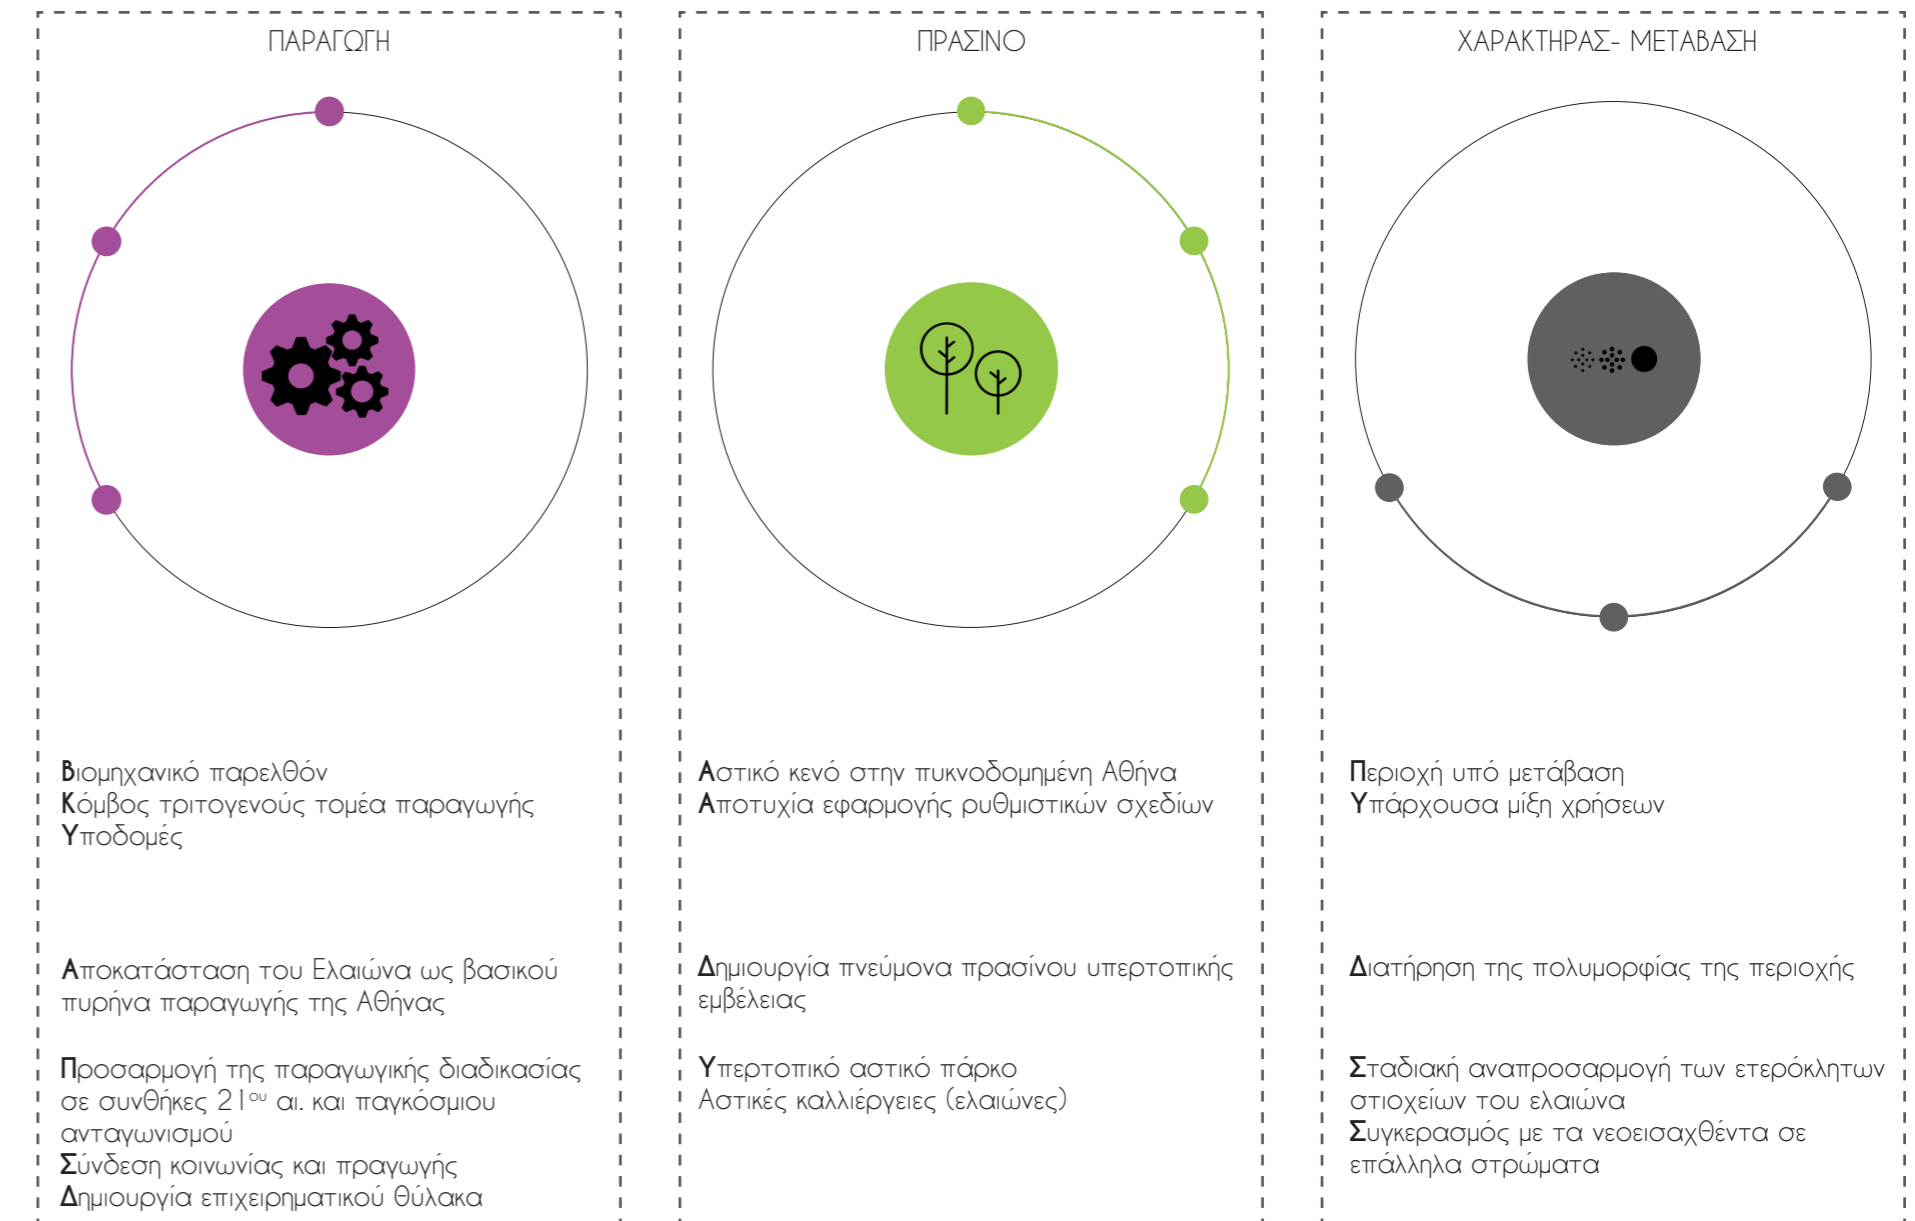 ΠΑΡΑΓΩΓΗ
Βιομηχανικό παρελθόν
Κόμβος τριτογενούς τομέα παραγωγής
Υποδομές
Αποκατάσταση του Ελαιώνα ως βασικού
πυρήνα παραγωγής της Αθήνας
Προσαρμογή της παραγωγικής διαδικασίας
σε συνθήκες 21ου αι. και παγκόσμιου
ανταγωνισμού
Σύνδεση κοινωνίας και πραγωγής
Δημιουργία επιχειρηματικού θύλακα
ΠΡΑΣΙΝΟ
Αστικό κενό στην πυκνοδομημένη Αθήνα
Αποτυχία εφαρμογής ρυθμιστικών σχεδίων
Δημιουργία πνεύμονα πρασίνου υπερτοπικής
εμβέλειας
Υπερτοπικό αστικό πάρκο
Αστικές καλλιέργειες (ελαιώνες)
ΧΑΡΑΚΤΗΡΑΣ- ΜΕΤΑΒΑΣΗ
Περιοχή υπό μετάβαση
Υπάρχουσα μίξη χρήσεων
Διατήρηση της πολυμορφίας της περιοχής
Σταδιακή αναπροσαρμογή των ετερόκλητων
στιοχείων του ελαιώνα
Συγκερασμός με τα νεοεισαχθέντα σε
επάλληλα στρώματα